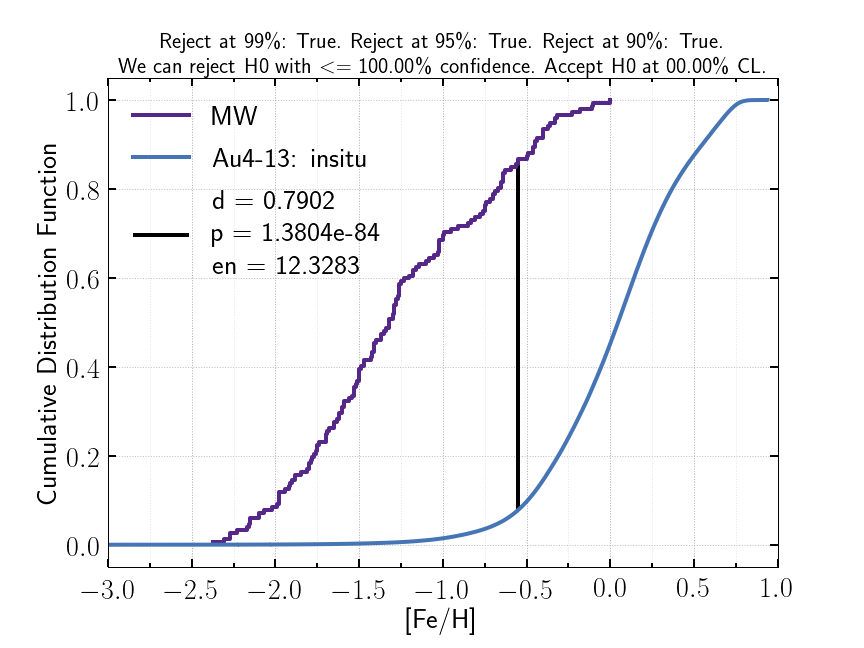 Reject at 99%: True. Reject at 95%: True. Reject at 90%: True.
We can reject H0 with <= 100.00% confidence. Accept H0 at 00.00% CL.
MW
Au4-13: insitu
d = 0.7902
p = 1.3804e-84
en = 12.3283
Cumulative Distribution Function
1.0
0.8
0.6
0.4
0.2
0.0
−3.0 −2.5 −2.0 −1.5 −1.0 −0.5 0.0 0.5 1.0
[Fe/H]